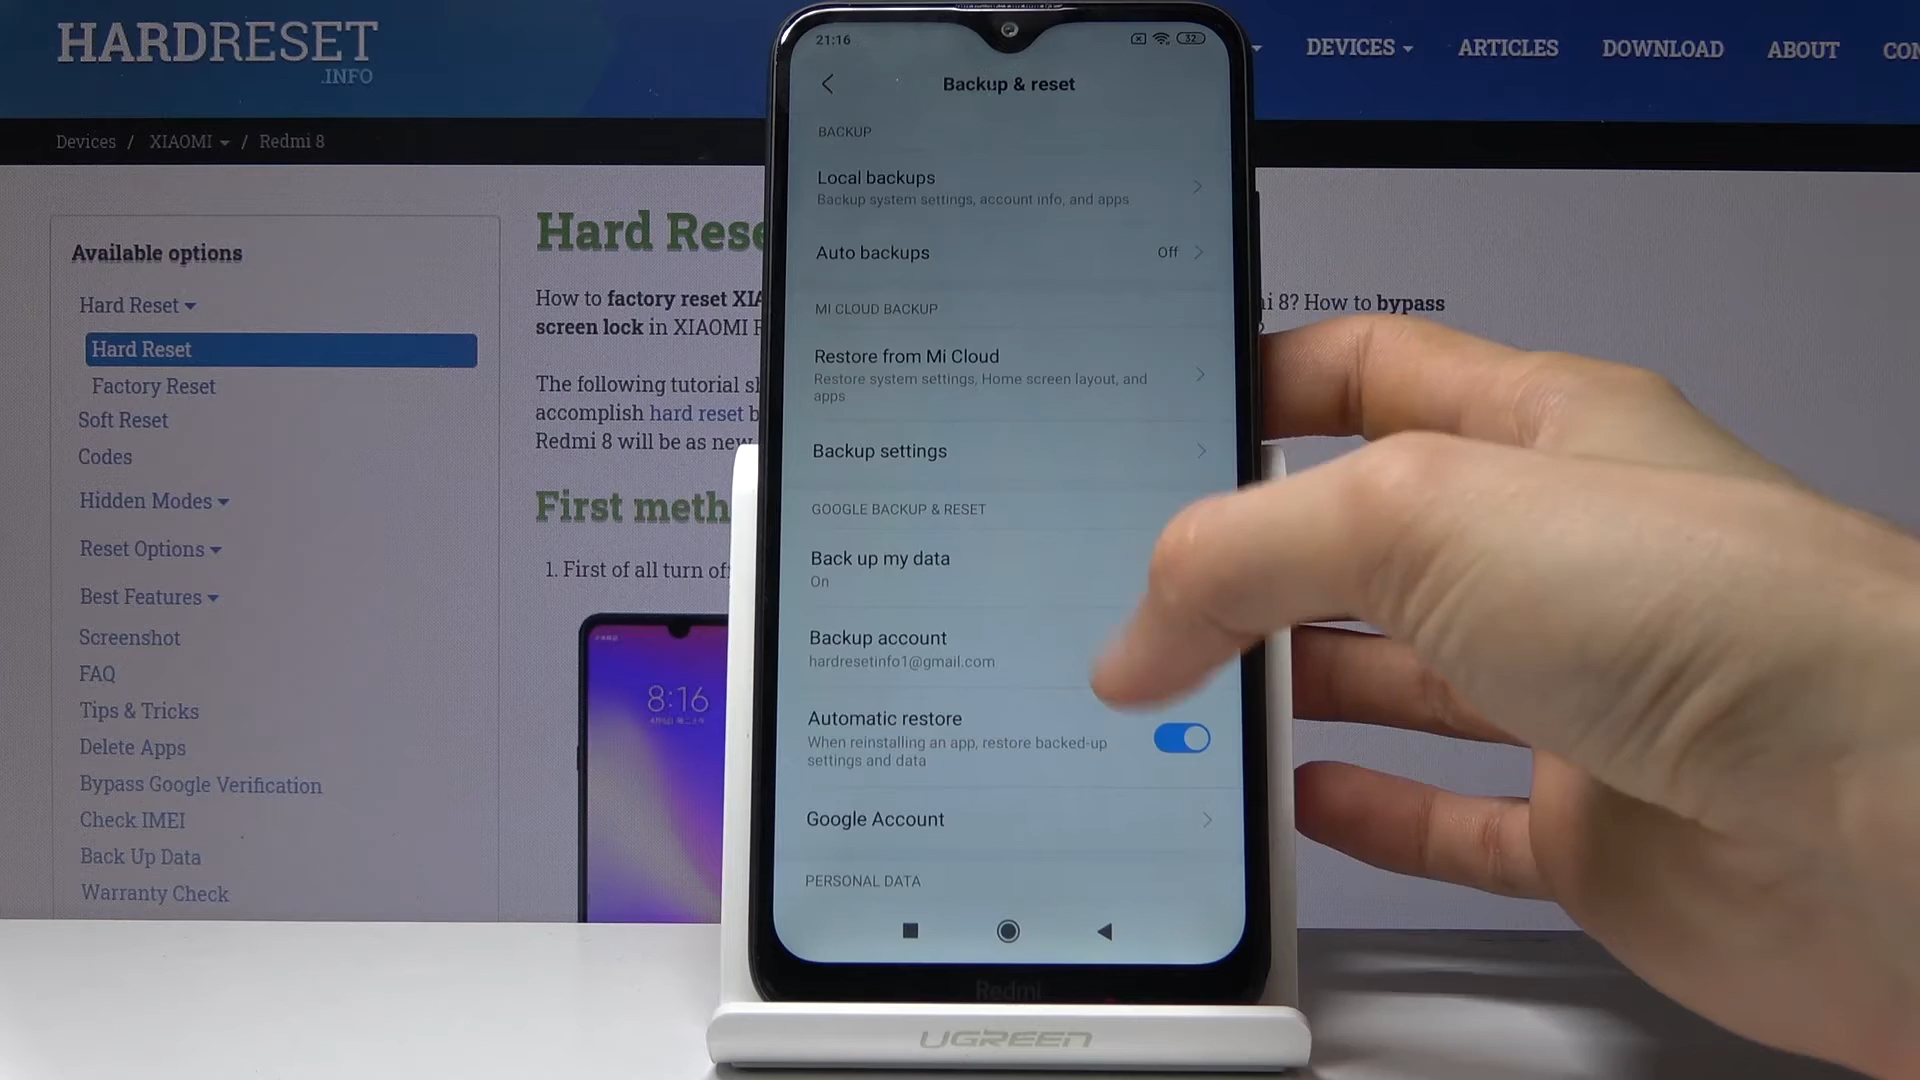 HARDRESET
.INFO
DEVICES
ARTICLES
DOWNLOAD
ABOUT
Devices / XIAOMI / Redmi 8
Available options
Hard Reset
Hard Reset
Factory Reset
Soft Reset
Codes
Hidden Modes
Reset Options
Best Features
Screenshot
FAQ
Tips & Tricks
Delete Apps
Bypass Google Verification
Check IMEI
Back Up Data
Warranty Check
Hard Rese
How to factory reset XIA
screen lock in XIAOMI
i 8? How to bypass
The following tutorial s
accomplish hard reset b
Redmi 8 will be as new
First meth
1. First of all turn of
8:16
21:16
32
Backup & reset
BACKUP
Local backups
Backup system settings, account info, and apps
Auto backups
Off
MI CLOUD BACKUP
Restore from Mi Cloud
Restore system settings, Home screen layout, and
apps
Backup settings
GOOGLE BACKUP & RESET
Back up my data
On
Backup account
hardresetinfo1@gmail.com
Automatic restore
When reinstalling an app, restore backed-up
settings and data
Google Account
PERSONAL DATA
Redmi
UGREEN